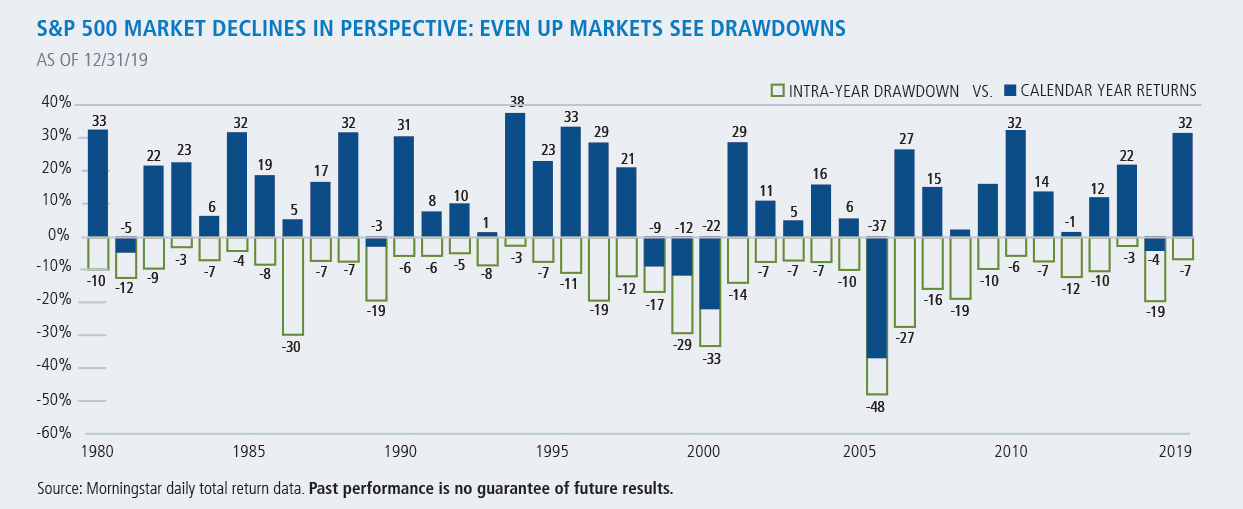 S&P 500 MARKET DECLINES IN PERSPECTIVE: EVEN UP MARKETS SEE DRAWDOWNS
AS OF 12/31/19
INTRA-YEAR DRAWDOWN VS. CALENDAR YEAR RETURNS
40%
30%
20%
10%
0%
-10%
-20%
-30%
-40%
-50%
-60%
33 -5 22 23 6 32 19 5 17 32 -3 31 8 10 1 38 23 33 29 21 -9 -12 -22 29 11 5 16 6 -37 27 15 32 14 -1 12 22 -4 32
-10 -12 -9 -3 -7 -4 -8 -30 -7 -7 -19 -6 -6 -5 -8 -3 -7 -11 -19 -12 -17 -29 -33 -14 -7 -7 -7 -10 -48 -27 -16 -19 -10 -6 -7 -12 -10 -3 -19 -7
1980 1985 1990 1995 2000 2005 2010 2019
Source: Morningstar daily total return data. Past performance is no guarantee of future results.